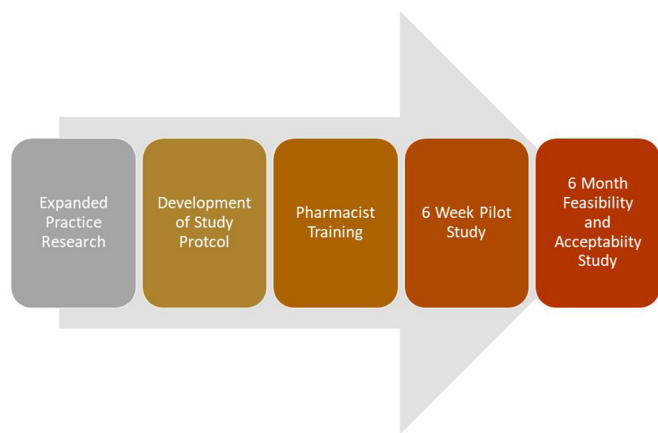 Expanded
Practice
Research
Development
of Study
Protcol
Pharmacist
Training
6 Week Pilot
Study
6 Month
Feasibility
and
Acceptabiity
Study